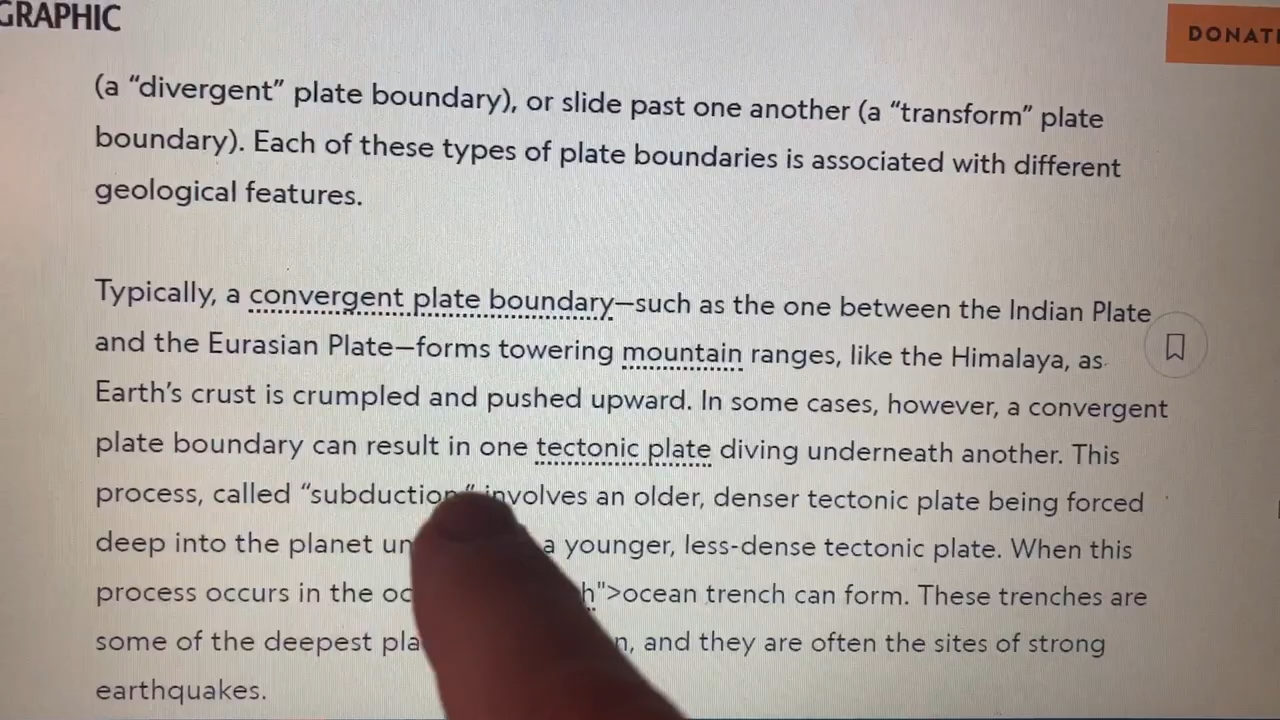 GRAPHIC
DONAT
(a “divergent” plate boundary), or slide past one another (a “transform” plate
boundary). Each of these types of plate boundaries is associated with different
geological features.
Typically, a convergent plate boundary—such as the one between the Indian Plate
and the Eurasian Plate—forms towering mountain ranges, like the Himalaya, as
Earth’s crust is crumpled and pushed upward. In some cases, however, a convergent
plate boundary can result in one tectonic plate diving underneath another. This
process, called “subduction,” involves an older, denser tectonic plate being forced
deep into the planet a younger, less-dense tectonic plate. When this
process occurs in the h">ocean trench can form. These trenches are
some of the deepest and they are often the sites of strong
earthquakes.